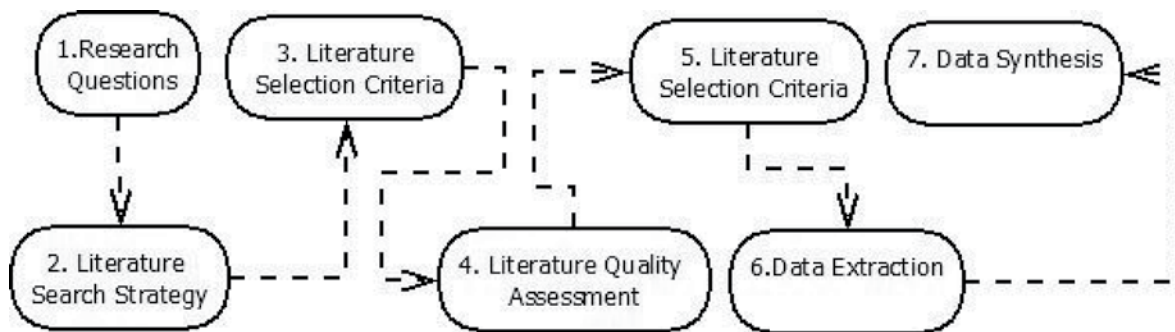 1.Research
Questions
2. Literature
Search Strategy
3. Literature
Selection Criteria
4. Literature Quality
Assessment
5. Literature
Selection Criteria
6.Data Extraction
7. Data Synthesis